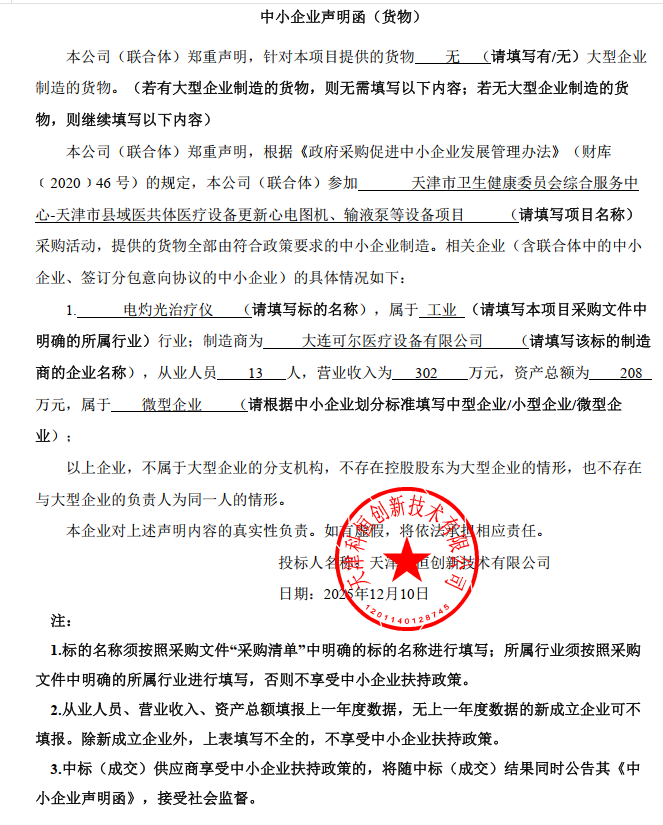 中小企业声明函（货物）
本公司（联合体）郑重声明，针对本项目提供的货物 无 （请填写有/无）大型企业
制造的货物。（若有大型企业制造的货物，则无需填写以下内容；若无大型企业制造的货
物，则继续填写以下内容）
本公司（联合体）郑重声明，根据《政府采购促进中小企业发展管理办法》（财库
﹝2020﹞46号）的规定，本公司（联合体）参加 天津市卫生健康委员会综合服务中
心-天津市县域医共体医疗设备更新心电图机、输液泵等设备项目 （请填写项目名称）
采购活动，提供的货物全部由符合政策要求的中小企业制造。相关企业（含联合体中的中小
企业、签订分包意向协议的中小企业）的具体情况如下：
1. 电灼光治疗仪 （请填写标的名称），属于 工业 （请填写本项目采购文件中
明确的所属行业）行业；制造商为 大连可尔医疗设备有限公司 （请填写该标的制造
商的企业名称），从业人员 13 人，营业收入为 302 万元，资产总额为 208
万元，属于 微型企业 （请根据中小企业划分标准填写中型企业/小型企业/微型企
业）；
以上企业，不属于大型企业的分支机构，不存在控股股东为大型企业的情形，也不存在
与大型企业的负责人为同一人的情形。
本企业对上述声明内容的真实性负责。如有虚假，将依法承担相应责任。
投标人名称：天津科恒创新技术有限公司
日期：2025年12月10日
天津科恒创新技术有限公司
1201140128745
注：
1.标的名称须按照采购文件“采购清单”中明确的标的名称进行填写；所属行业须按照采购
文件中明确的所属行业进行填写，否则不享受中小企业扶持政策。
2.从业人员、营业收入、资产总额填报上一年度数据，无上一年度数据的新成立企业可不
填报。除新成立企业外，上表填写不全的，不享受中小企业扶持政策。
3.中标（成交）供应商享受中小企业扶持政策的，将随中标（成交）结果同时公告其《中
小企业声明函》，接受社会监督。